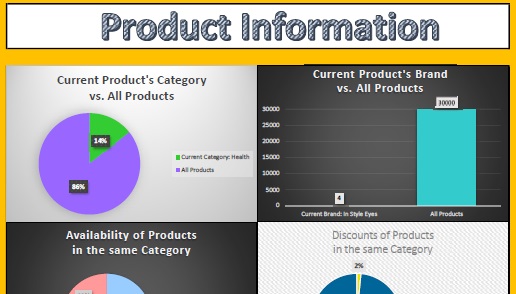 Product Information
Current Product's Category
vs. All Products
14%
86%
Current Category: Health
All Products
Current Product's Brand
vs. All Products
30000
30000
25000
20000
15000
10000
5000
0
4
Current Brand: In Style Eyes
All Products
Availability of Products
in the same Category
Discounts of Products
in the same Category
2%